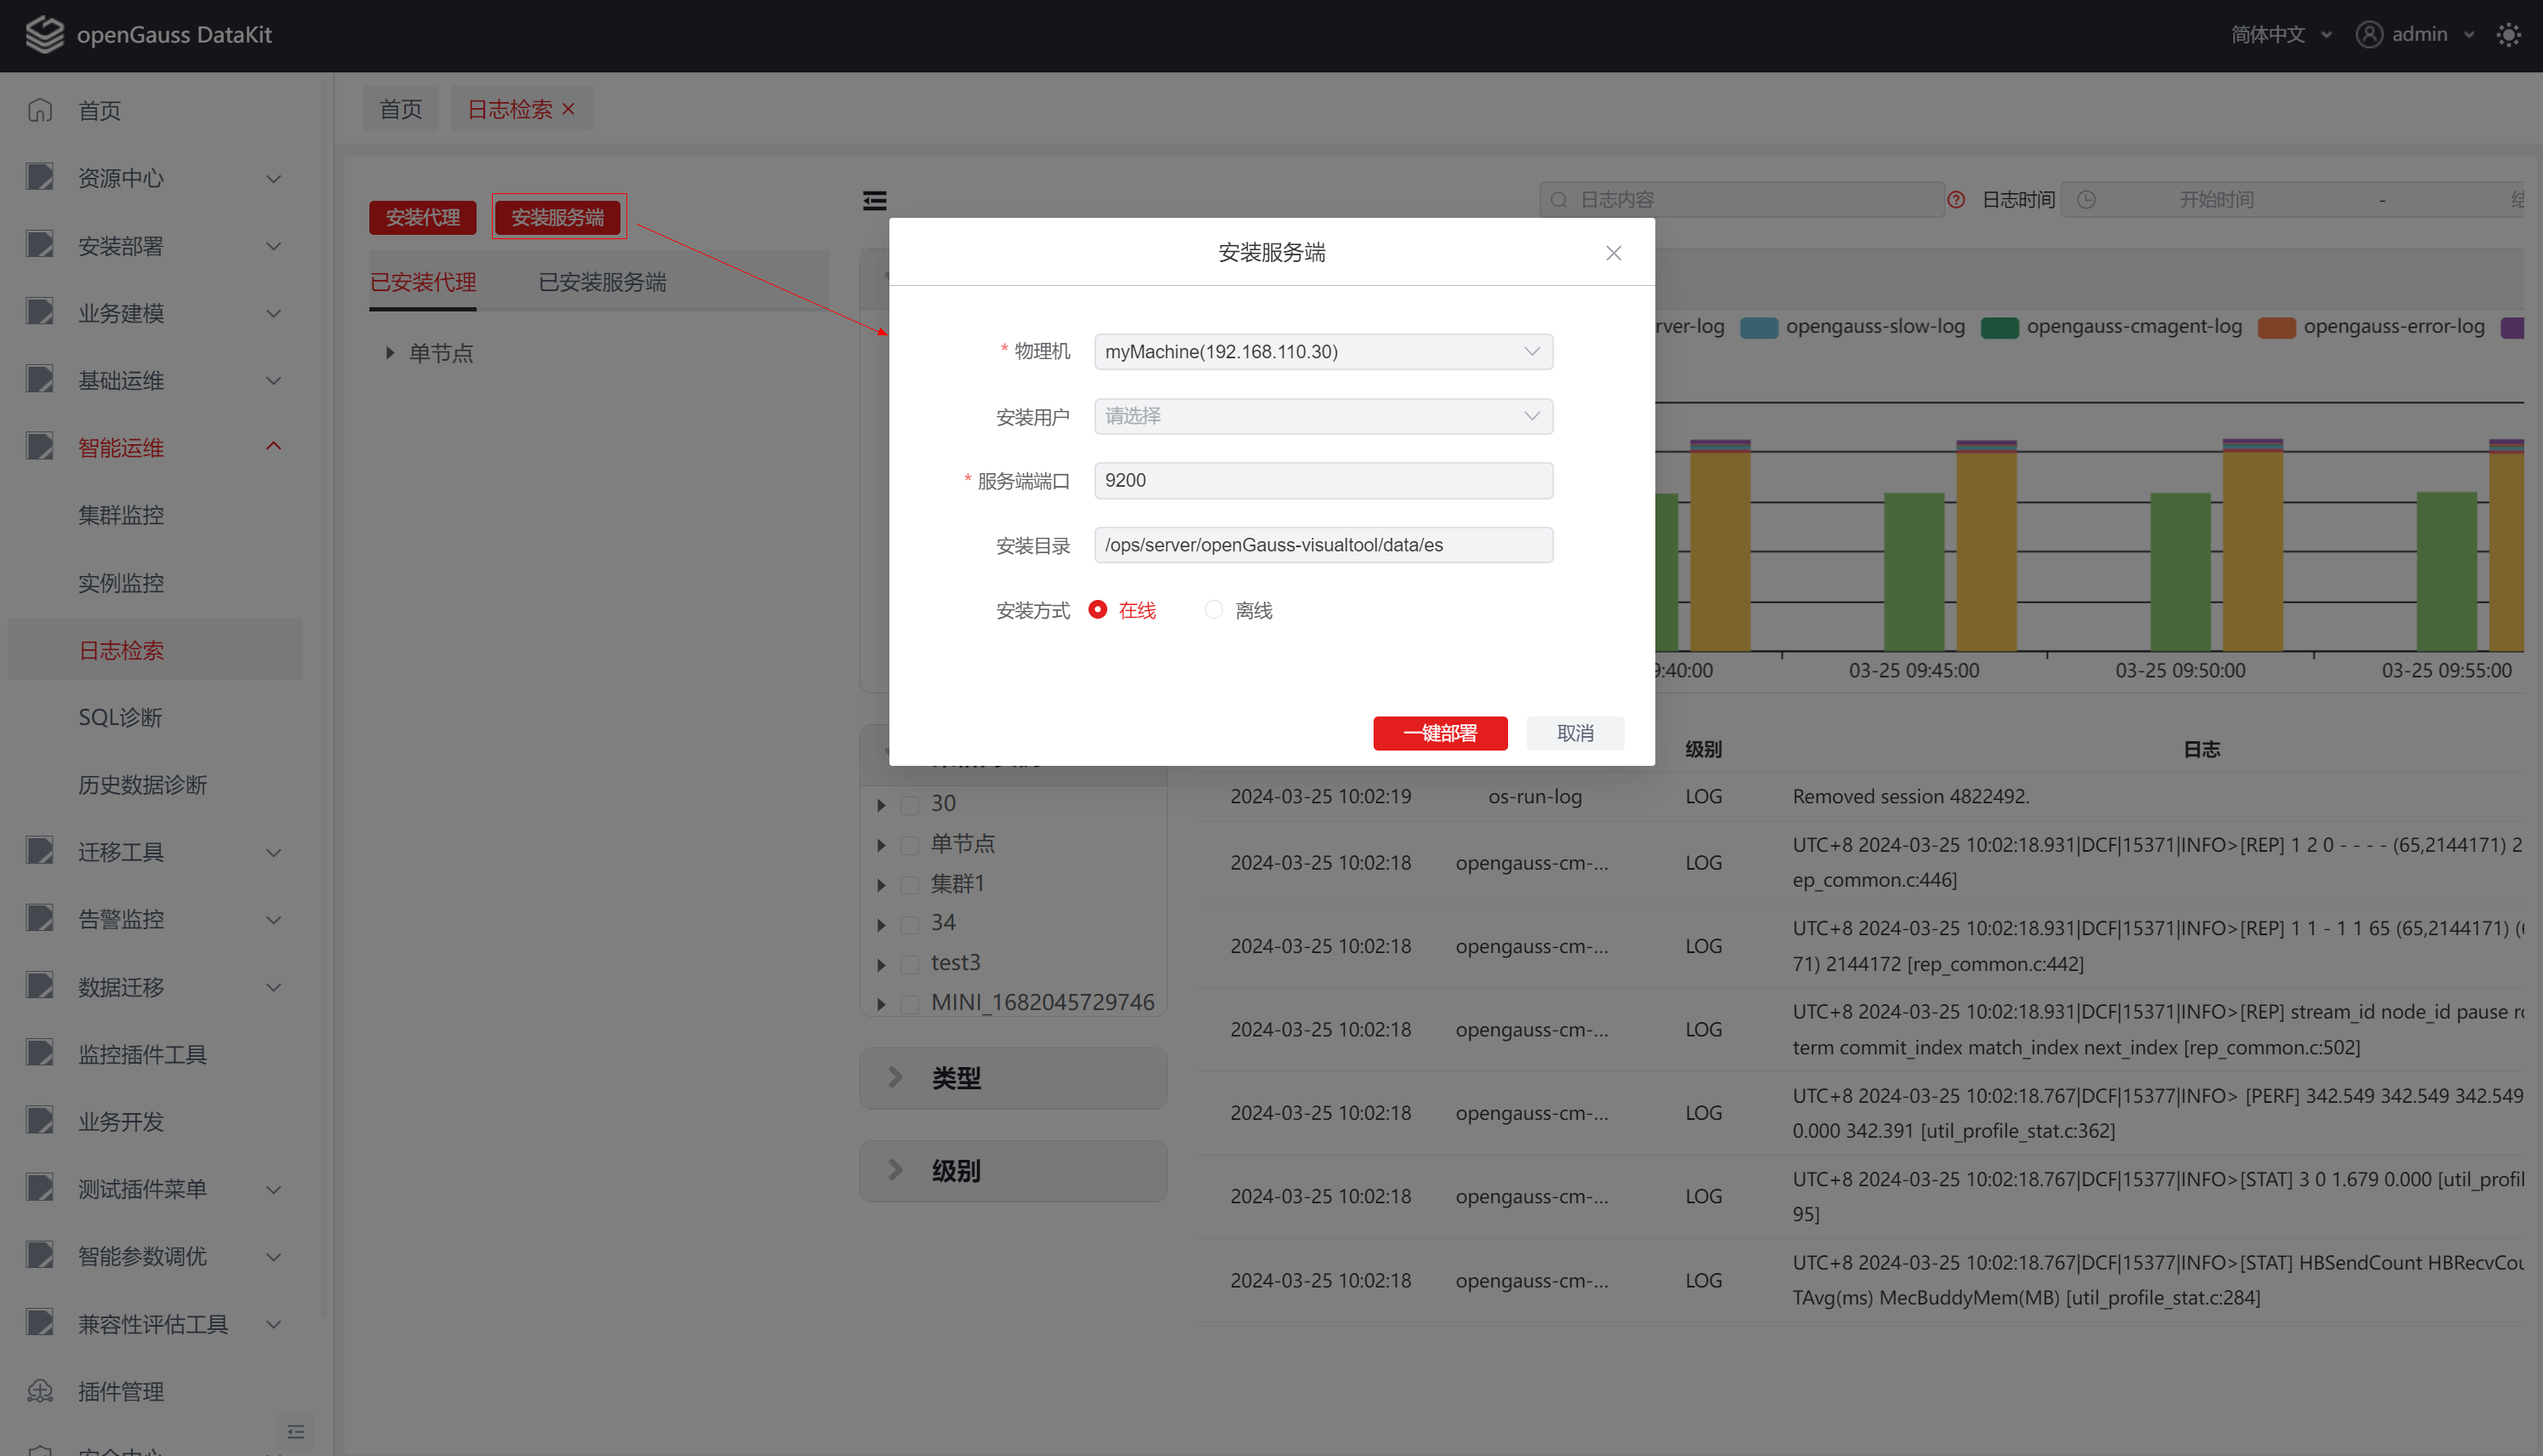 openGauss DataKit
简体中文
admin
首页
资源中心
安装部署
业务建模
基础运维
智能运维
集群监控
实例监控
日志检索
SQL诊断
历史数据诊断
迁移工具
告警监控
数据迁移
监控插件工具
业务开发
测试插件菜单
智能参数调优
兼容性评估工具
插件管理
首页
日志检索
安装代理 安装服务端
已安装代理 已安装服务端
单节点
日志内容
日志时间 开始时间 -
安装服务端
* 物理机 myMachine(192.168.110.30)
安装用户 请选择
* 服务端端口 9200
安装目录 /ops/server/openGauss-visualtool/data/es
安装方式 在线 离线
一键部署 取消
rver-log opengauss-slow-log opengauss-cmagent-log opengauss-error-log
9:40:00 03-25 09:45:00 03-25 09:50:00 03-25 09:55:00
30
单节点
集群1
34
test3
MINI_1682045729746
类型
级别
级别 日志
2024-03-25 10:02:19 os-run-log LOG Removed session 4822492.
2024-03-25 10:02:18 opengauss-cm-... LOG UTC+8 2024-03-25 10:02:18.931|DCF|15371|INFO>[REP] 1 2 0 - - - - (65,2144171) 2
ep_common.c:446]
2024-03-25 10:02:18 opengauss-cm-... LOG UTC+8 2024-03-25 10:02:18.931|DCF|15371|INFO>[REP] 1 1 - 1 1 65 (65,2144171) (
71) 2144172 [rep_common.c:442]
2024-03-25 10:02:18 opengauss-cm-... LOG UTC+8 2024-03-25 10:02:18.931|DCF|15371|INFO>[REP] stream_id node_id pause
term commit_index match_index next_index [rep_common.c:502]
2024-03-25 10:02:18 opengauss-cm-... LOG UTC+8 2024-03-25 10:02:18.767|DCF|15377|INFO> [PERF] 342.549 342.549 342.549
0.000 342.391 [util_profile_stat.c:362]
2024-03-25 10:02:18 opengauss-cm-... LOG UTC+8 2024-03-25 10:02:18.767|DCF|15377|INFO>[STAT] 3 0 1.679 0.000 [util_profil
95]
2024-03-25 10:02:18 opengauss-cm-... LOG UTC+8 2024-03-25 10:02:18.767|DCF|15377|INFO>[STAT] HBSendCount HBRecvCou
TAvg(ms) MecBuddyMem(MB) [util_profile_stat.c:284]